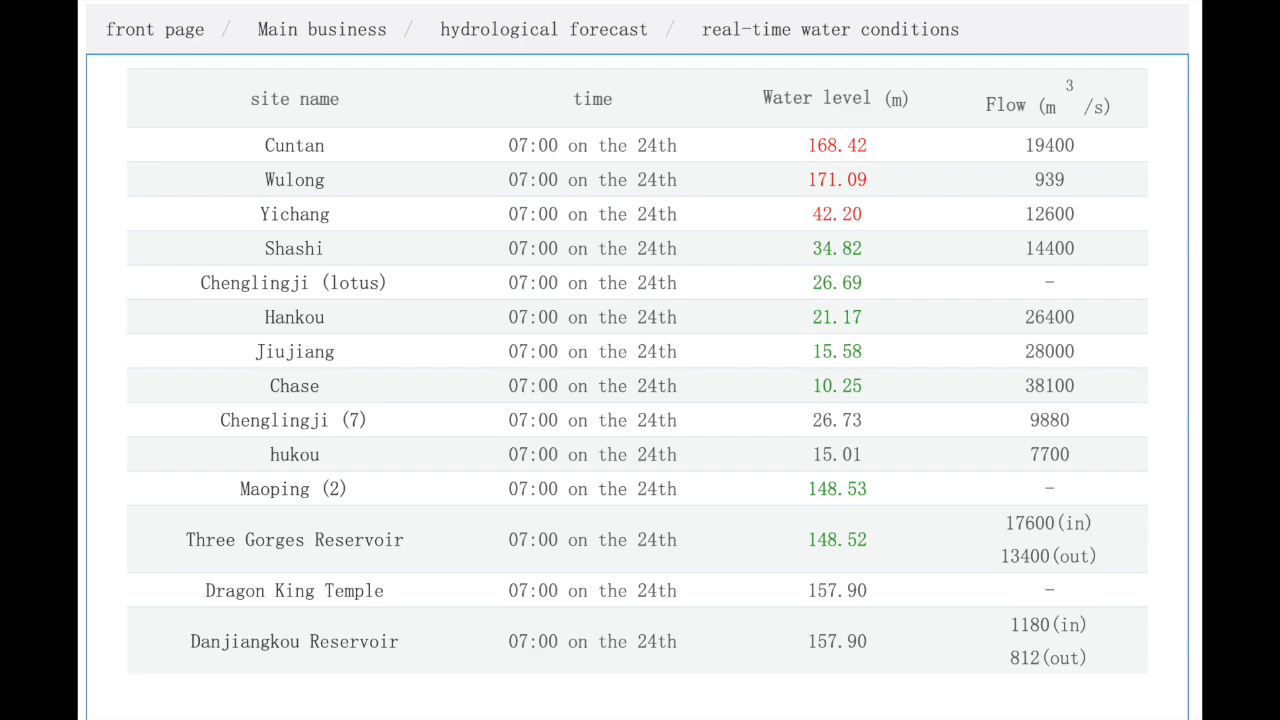 front page / Main business / hydrological forecast / real-time water conditions
site name time Water level (m) Flow (m³/s)
Cuntan 07:00 on the 24th 168.42 19400
Wulong 07:00 on the 24th 171.09 939
Yichang 07:00 on the 24th 42.20 12600
Shashi 07:00 on the 24th 34.82 14400
Chenglingji (lotus) 07:00 on the 24th 26.69 -
Hankou 07:00 on the 24th 21.17 26400
Jiujiang 07:00 on the 24th 15.58 28000
Chase 07:00 on the 24th 10.25 38100
Chenglingji (7) 07:00 on the 24th 26.73 9880
hukou 07:00 on the 24th 15.01 7700
Maoping (2) 07:00 on the 24th 148.53 -
Three Gorges Reservoir 07:00 on the 24th 148.52 17600(in)
13400(out)
Dragon King Temple 07:00 on the 24th 157.90 -
Danjiangkou Reservoir 07:00 on the 24th 157.90 1180(in)
812(out)